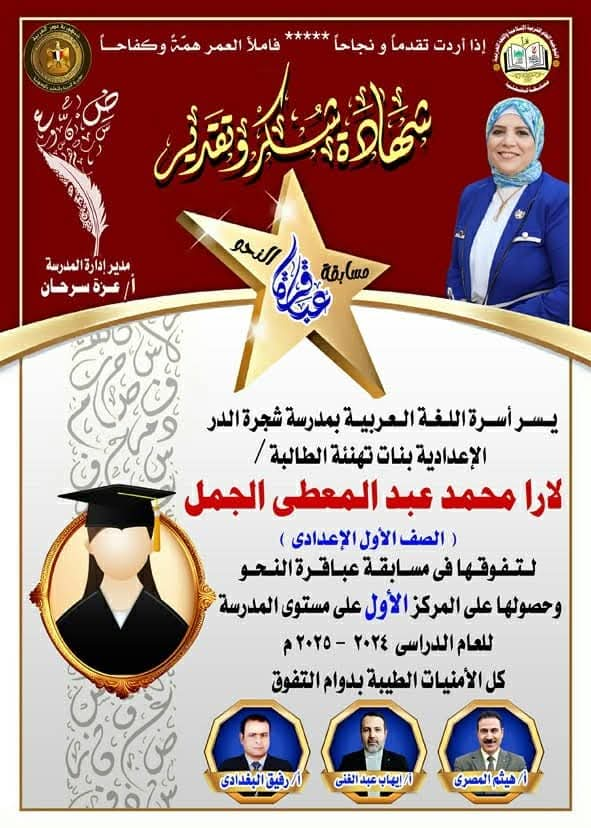 إذا أردت تقدماً و نجاحاً ***** فاملأ العمر همّةً وكفاحاً
شهادة شكر وتقدير
ض
مدير إدارة المدرسة
أ/ عزة سرحان
مسابقة عباقرة النحو
يسر أسرة اللغة العربية بمدرسة شجرة الدر
الإعدادية بنات تهنئة الطالبة /
لارا محمد عبد المعطى الجمل
( الصف الأول الإعدادى )
لتفوقها فى مسابقة عباقرة النحو
وحصولها على المركز الأول على مستوى المدرسة
للعام الدراسى ٢٠٢٤ - ٢٠٢٥ م
كل الأمنيات الطيبة بدوام التفوق
أ/ هيثم المصرى
أ/ إيهاب عبد الغنى
أ/ رفيق البغدادى